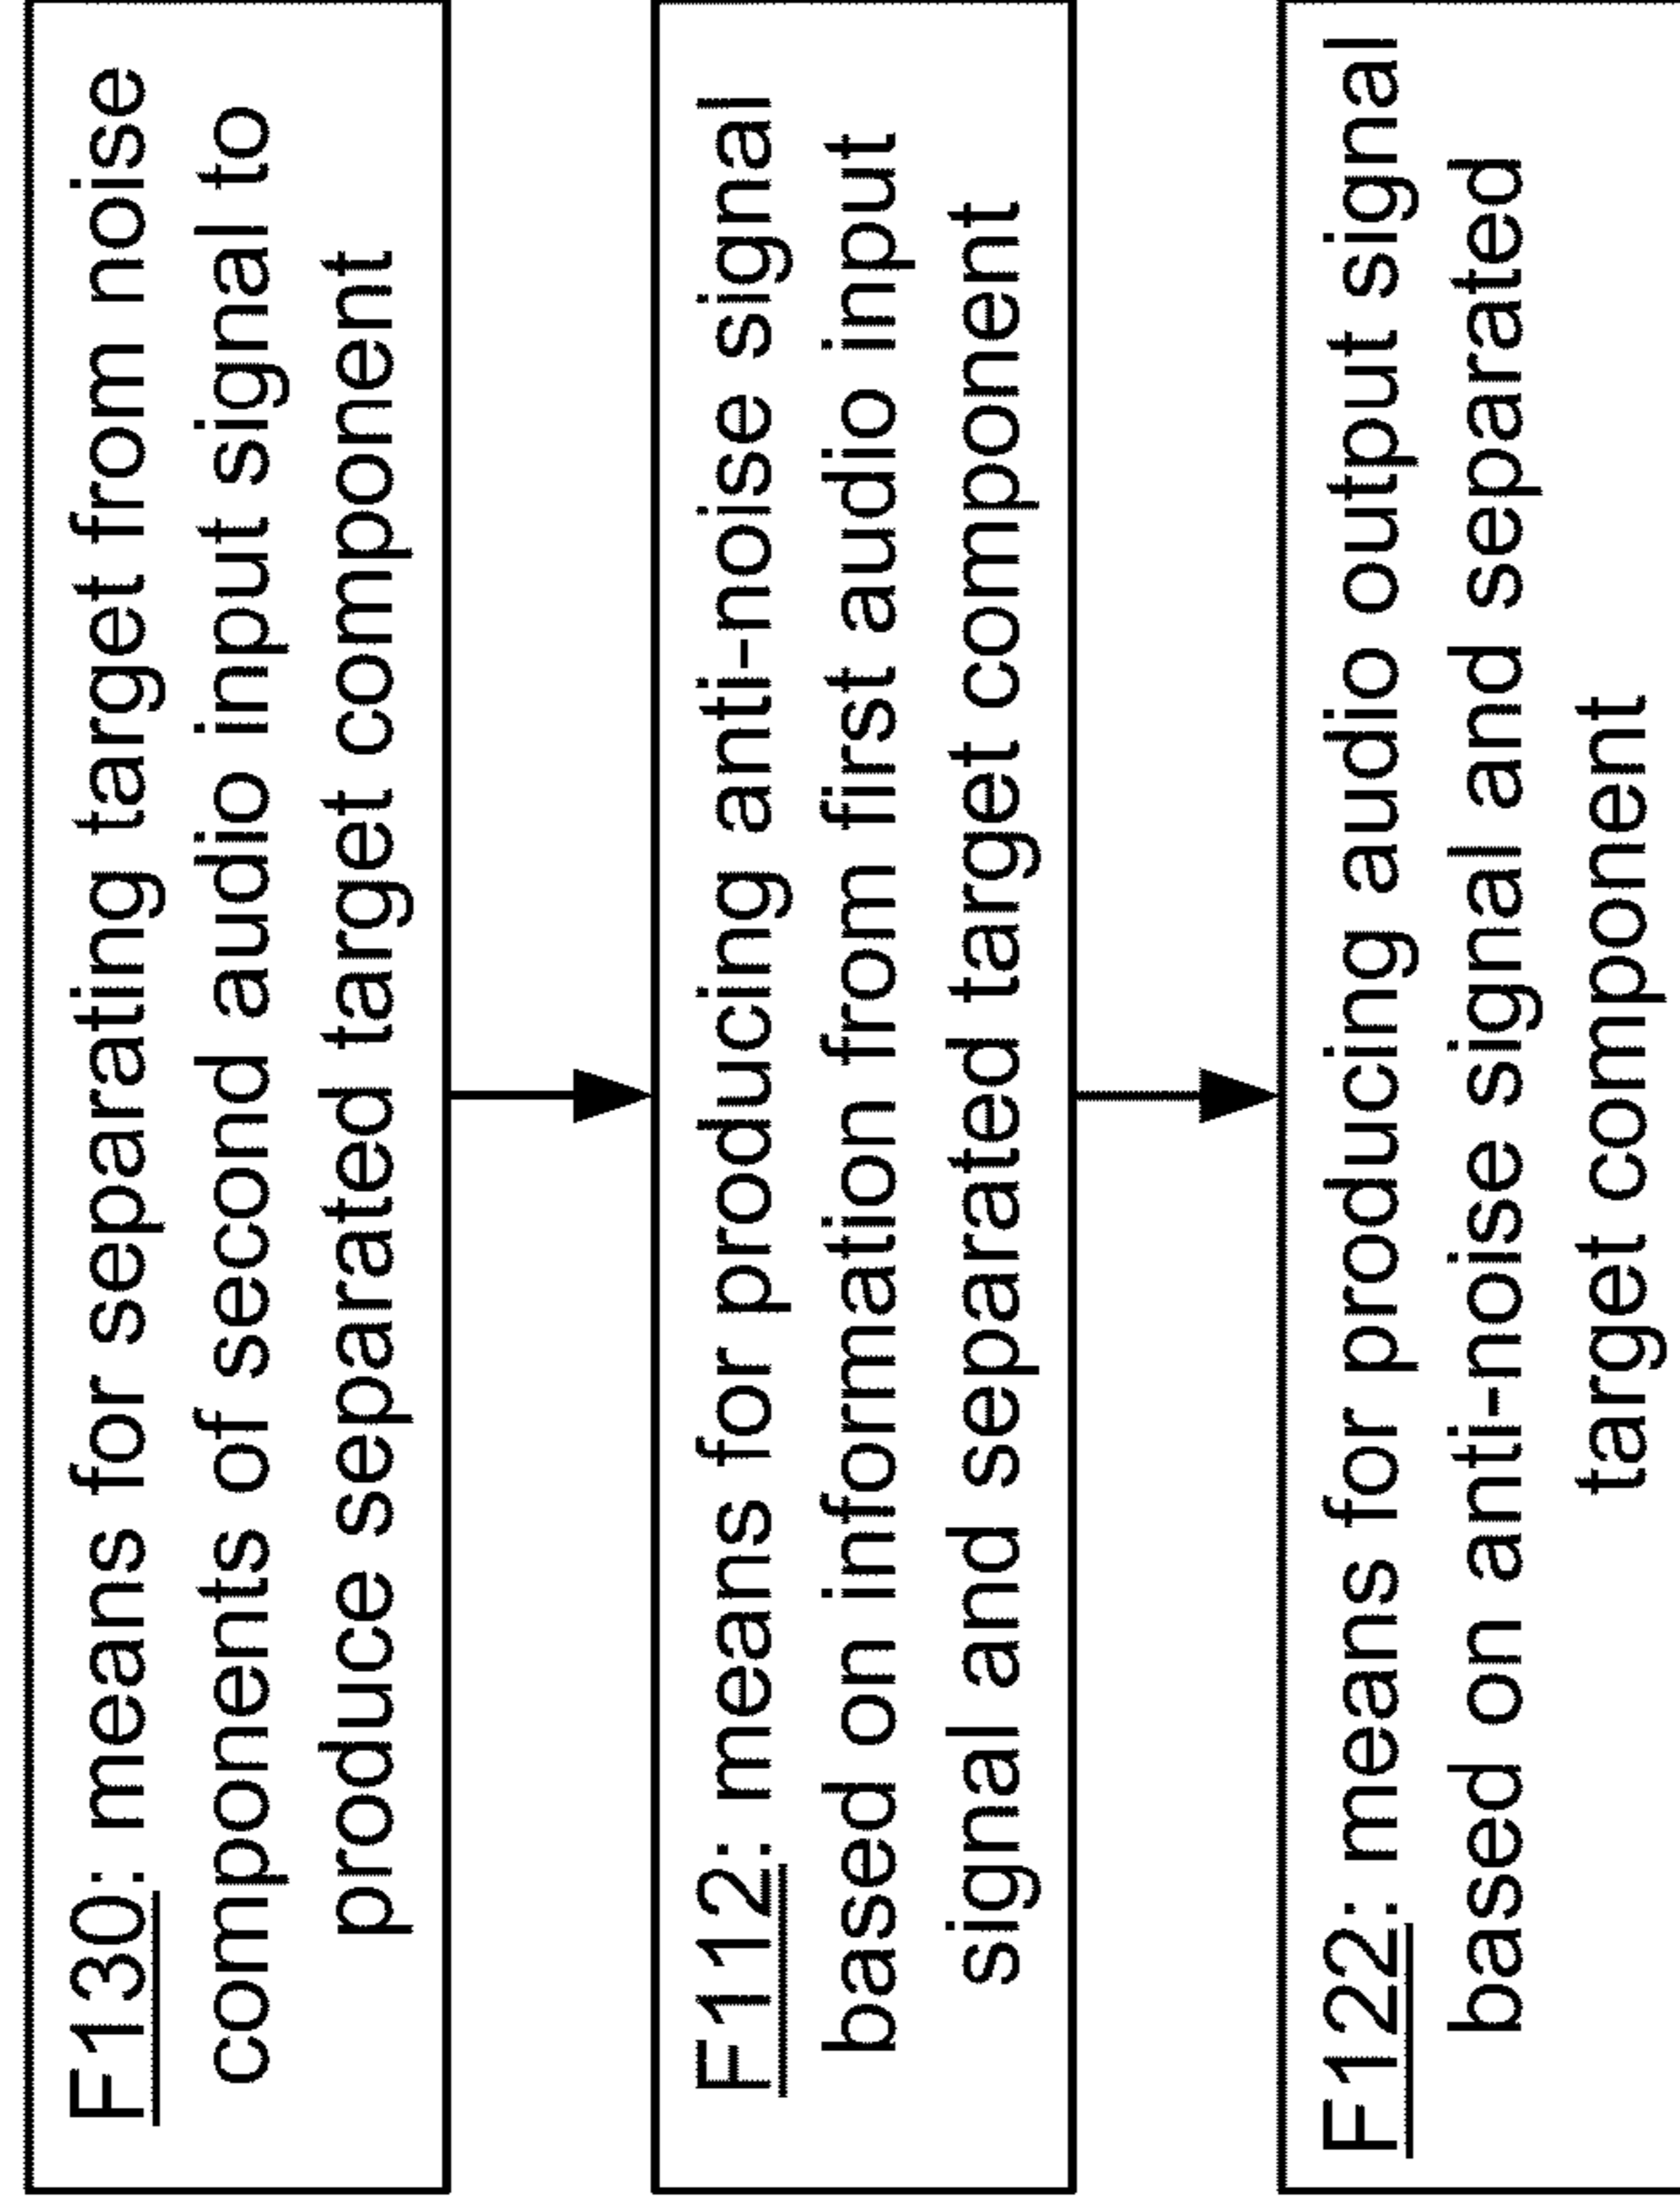 F130: means for separating target from noise
components of second audio input signal to
produce separated target component
F112: means for producing anti-noise signal
based on information from first audio input
signal and separated target component
F122: means for producing audio output signal
based on anti-noise signal and separated
target component